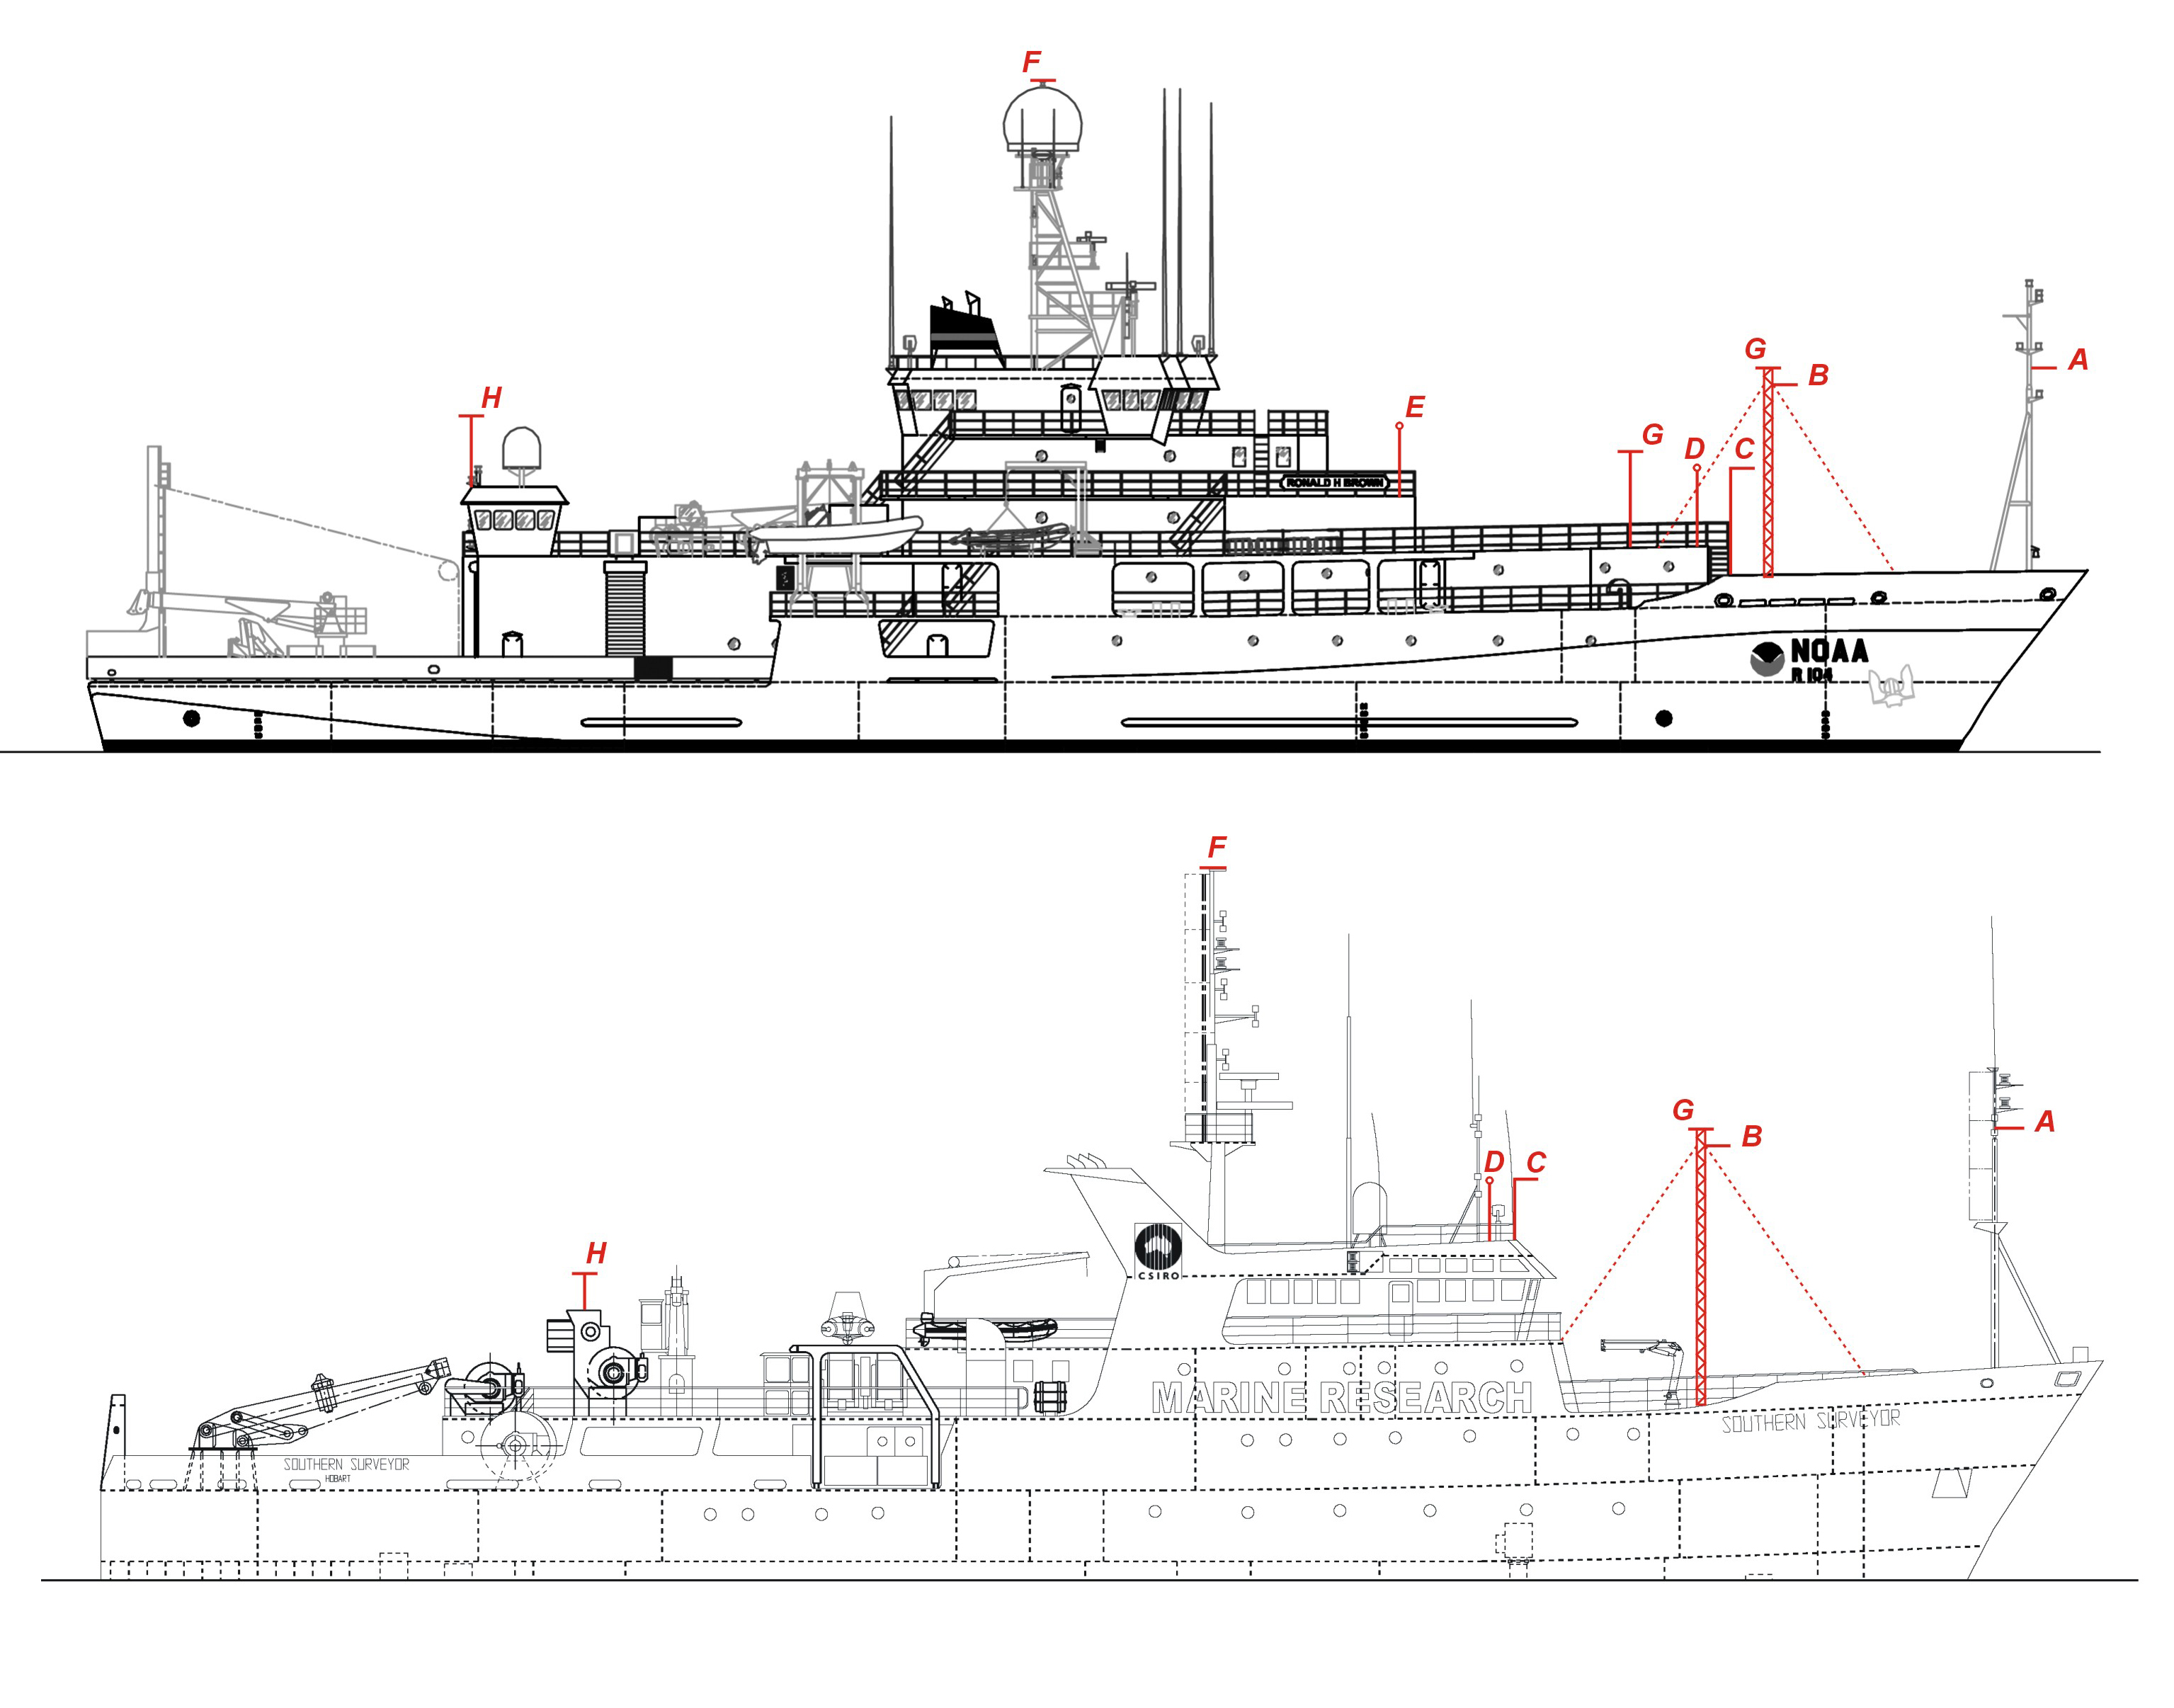 F
A
G
B
H
E
G
D
C
RONALD H BROWN
NOAA
R 104
F
G
B
A
D
C
H
CSIRO
MARINE RESEARCH
SOUTHERN SURVEYOR
SOUTHERN SURVEYOR
HOBART